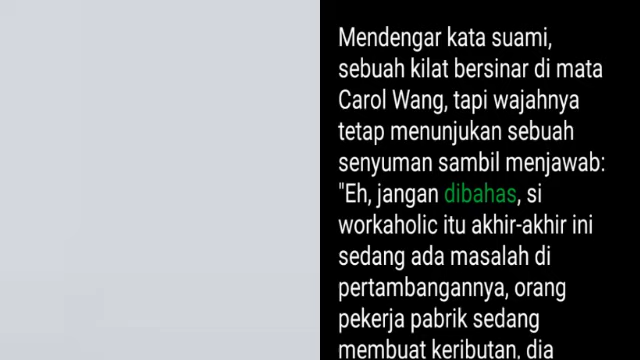 Mendengar kata suami,
sebuah kilat bersinar di mata
Carol Wang, tapi wajahnya
tetap menunjukan sebuah
senyuman sambil menjawab:
"Eh, jangan dibahas, si
workaholic itu akhir-akhir ini
sedang ada masalah di
pertambangannya, orang
pekerja pabrik sedang
membuat keributan, dia